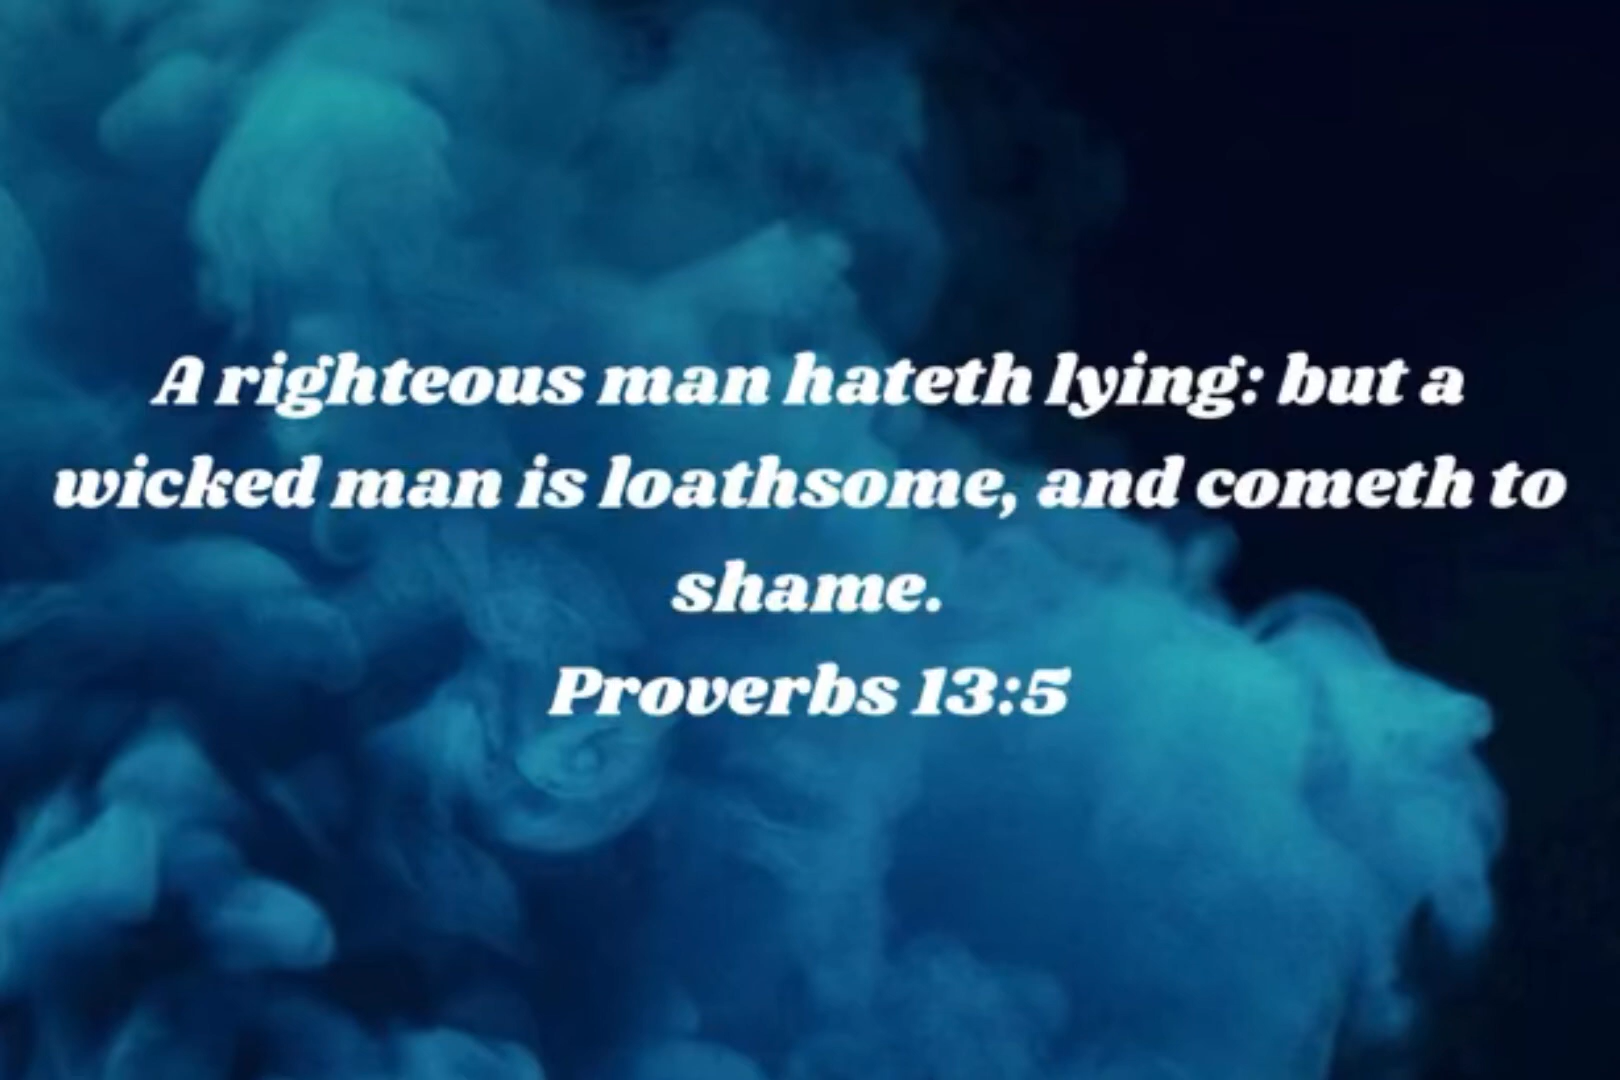 A righteous man hateth lying: but a
wicked man is loathsome, and cometh to
shame.
Proverbs 13:5